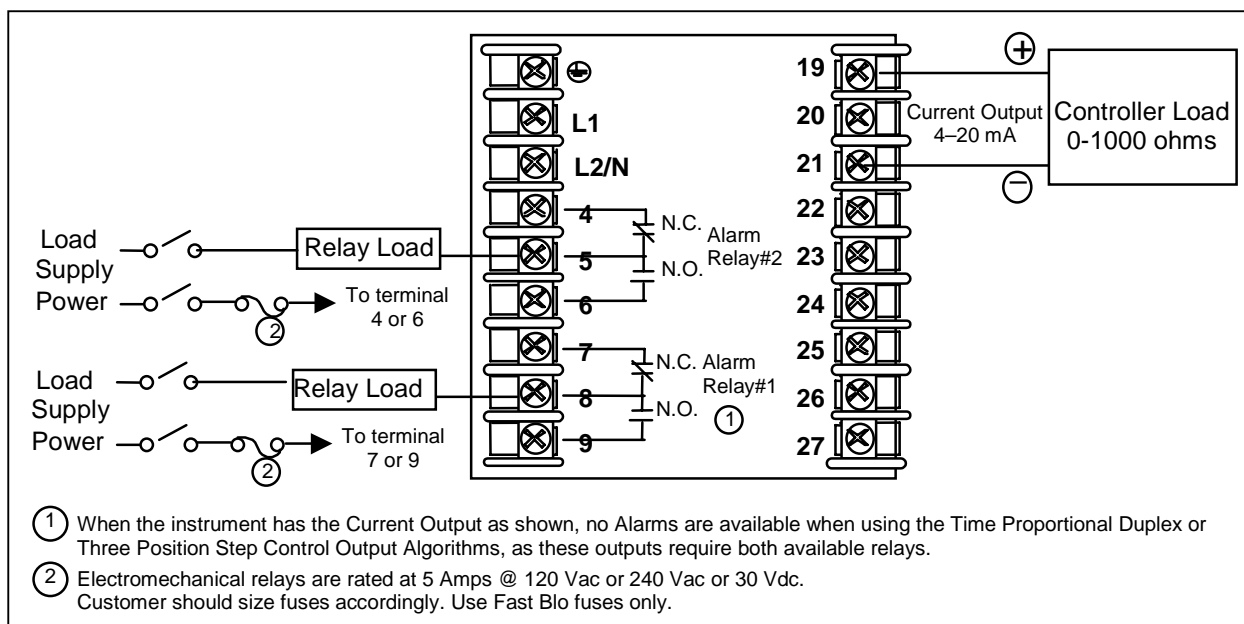 L1
L2/N
4
5
6
7
8
9
N.C.
Alarm
Relay#2
N.O.
N.C. Alarm
Relay#1
N.O.
1
19
20
21
22
23
24
25
26
27
+
Current Output
4–20 mA
−
Controller Load
0-1000 ohms
Load
Supply
Power
Relay Load
To terminal
4 or 6
2
Load
Supply
Power
Relay Load
To terminal
7 or 9
2
1 When the instrument has the Current Output as shown, no Alarms are available when using the Time Proportional Duplex or
Three Position Step Control Output Algorithms, as these outputs require both available relays.
2 Electromechanical relays are rated at 5 Amps @ 120 Vac or 240 Vac or 30 Vdc.
Customer should size fuses accordingly. Use Fast Blo fuses only.